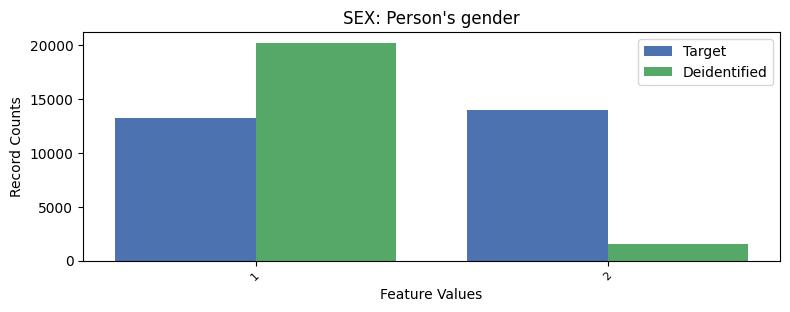 SEX: Person's gender
Target
Deidentified
Record Counts
20000
15000
10000
5000
0
1
2
Feature Values